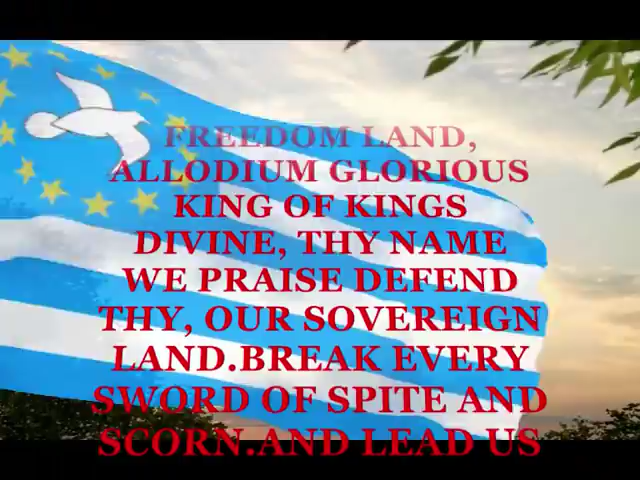 FREEDOM LAND,
ALLODIUM GLORIOUS
KING OF KINGS
DIVINE, THY NAME
WE PRAISE DEFEND
THY, OUR SOVEREIGN
LAND.BREAK EVERY
SWORD OF SPITE AND
SCORN.AND LEAD US